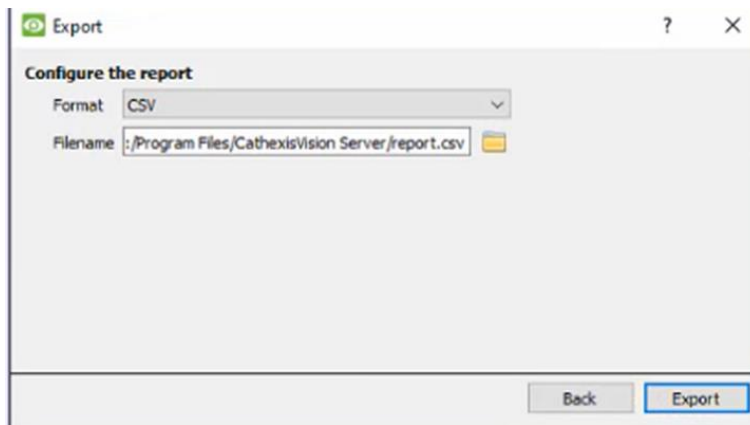 Export ?
Configure the report
Format CSV
Filename :/Program Files/CathexisVision Server/report.csv
Back Export